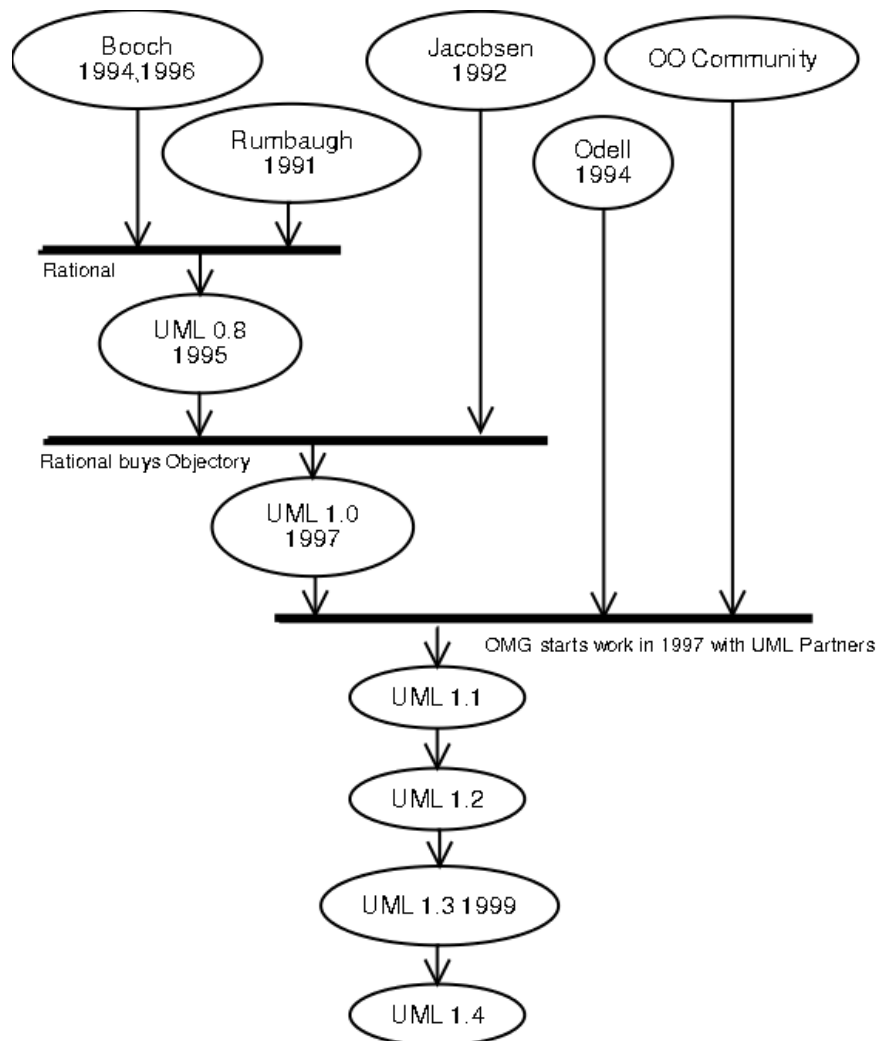 Booch
1994,1996
Jacobsen
1992
OO Community
Rumbaugh
1991
Odell
1994
Rational
UML 0.8
1995
Rational buys Objectory
UML 1.0
1997
OMG starts work in 1997 with UML Partners
UML 1.1
UML 1.2
UML 1.3 1999
UML 1.4